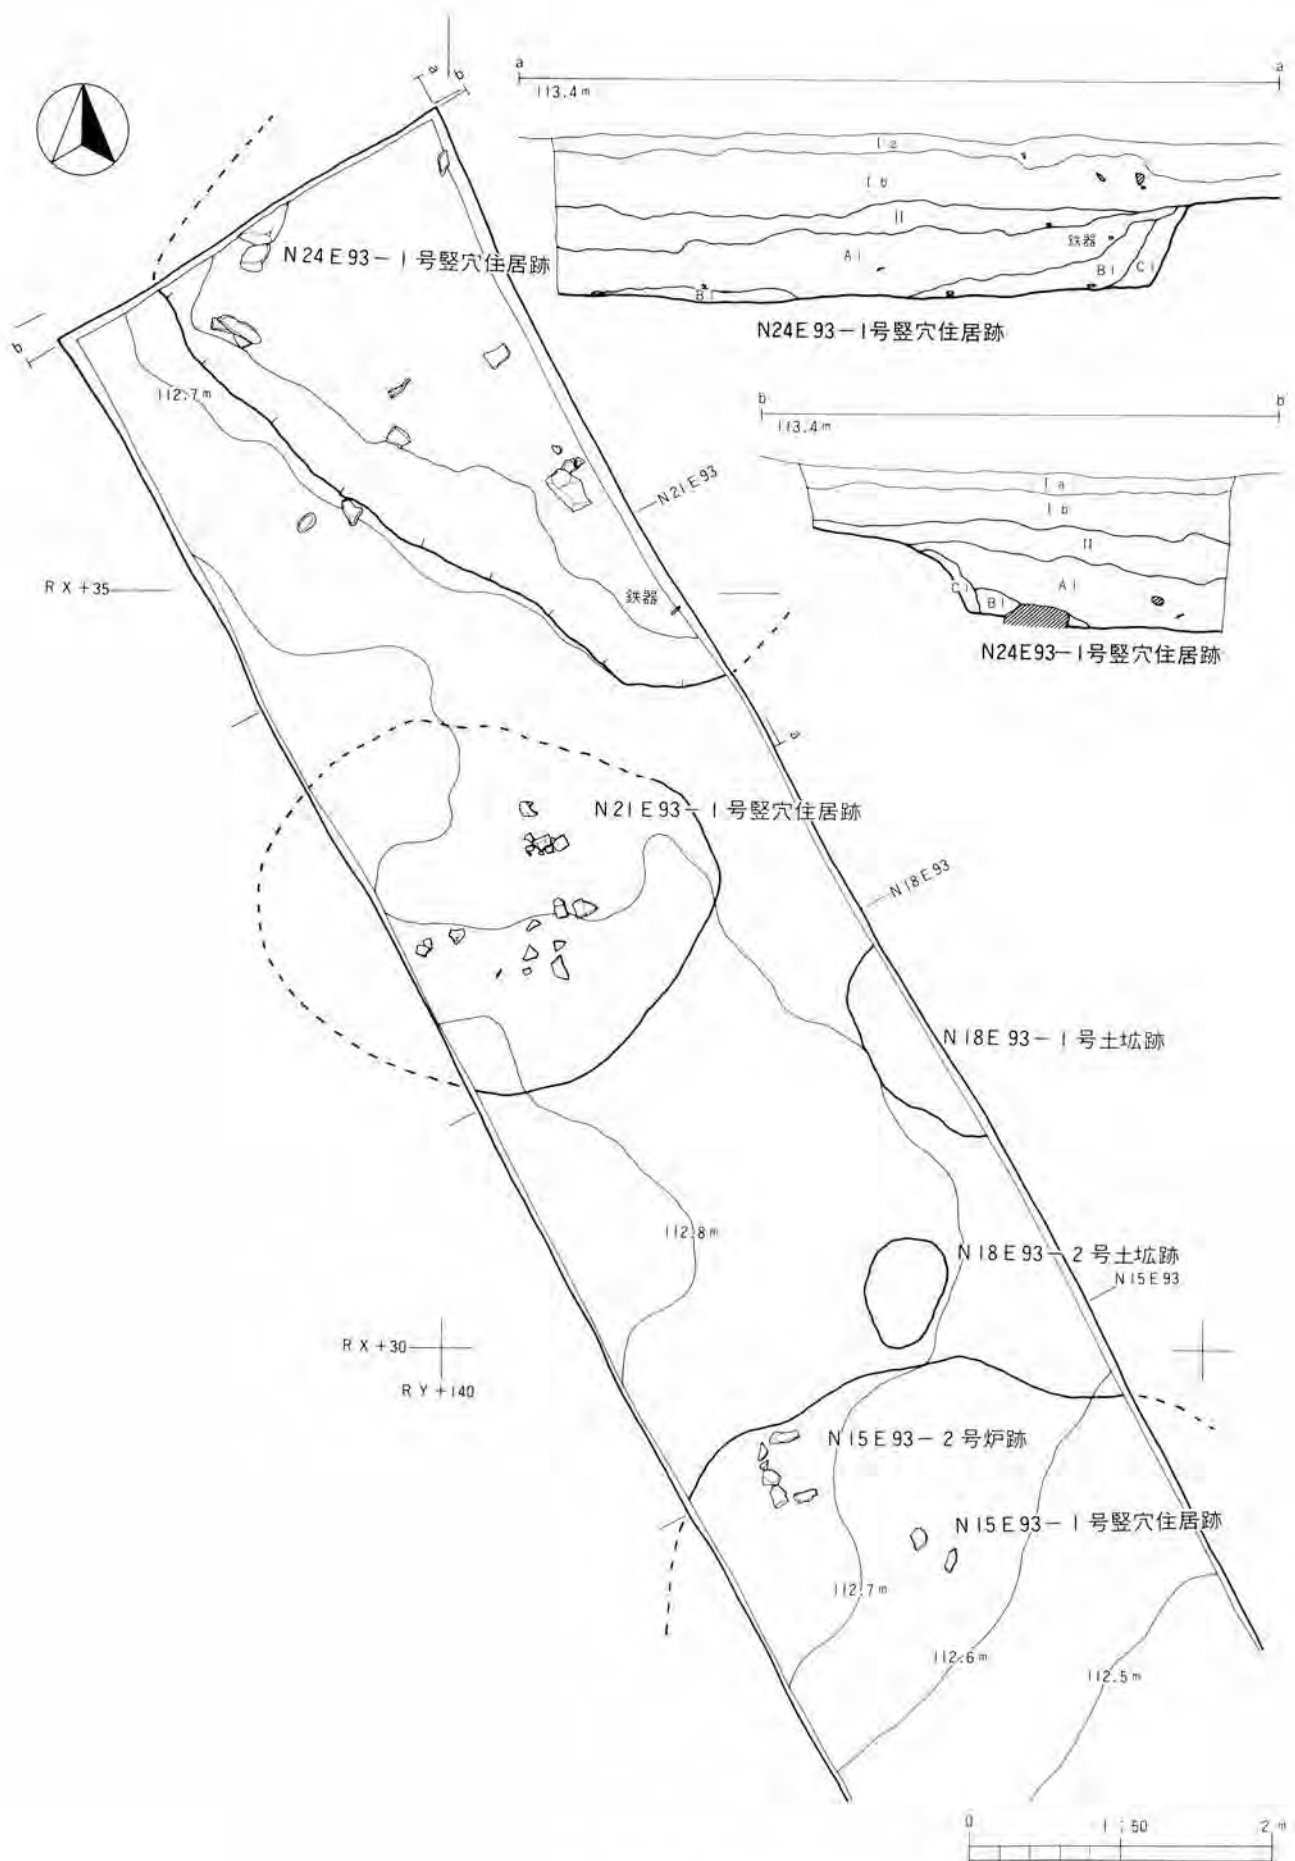 a a
113.4m
Ia
Ib
II
鉄器
AI
BI
CI
BI
N24E93-1号竪穴住居跡
b b
113.4m
Ia
Ib
II
AI
CI
BI
N24E93-1号竪穴住居跡
a
b
N24E93-1号竪穴住居跡
b
112.7m
N21E93
RX+35
鉄器
a
N21E93-1号竪穴住居跡
N18E93
N18E93-1号土坑跡
112.8m
N18E93-2号土坑跡
N15E93
RX+30
RY+140
N15E93-2号炉跡
N15E93-1号竪穴住居跡
112.7m
112.6m
112.5m
0 1:50 2m